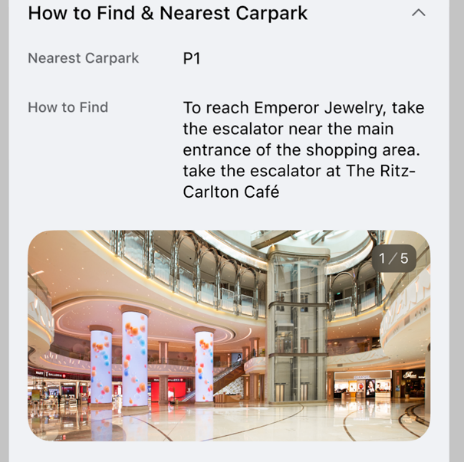 How to Find & Nearest Carpark
Nearest Carpark
P1
How to Find
To reach Emperor Jewelry, take
the escalator near the main
entrance of the shopping area.
take the escalator at The Ritz-
Carlton Café
1/5